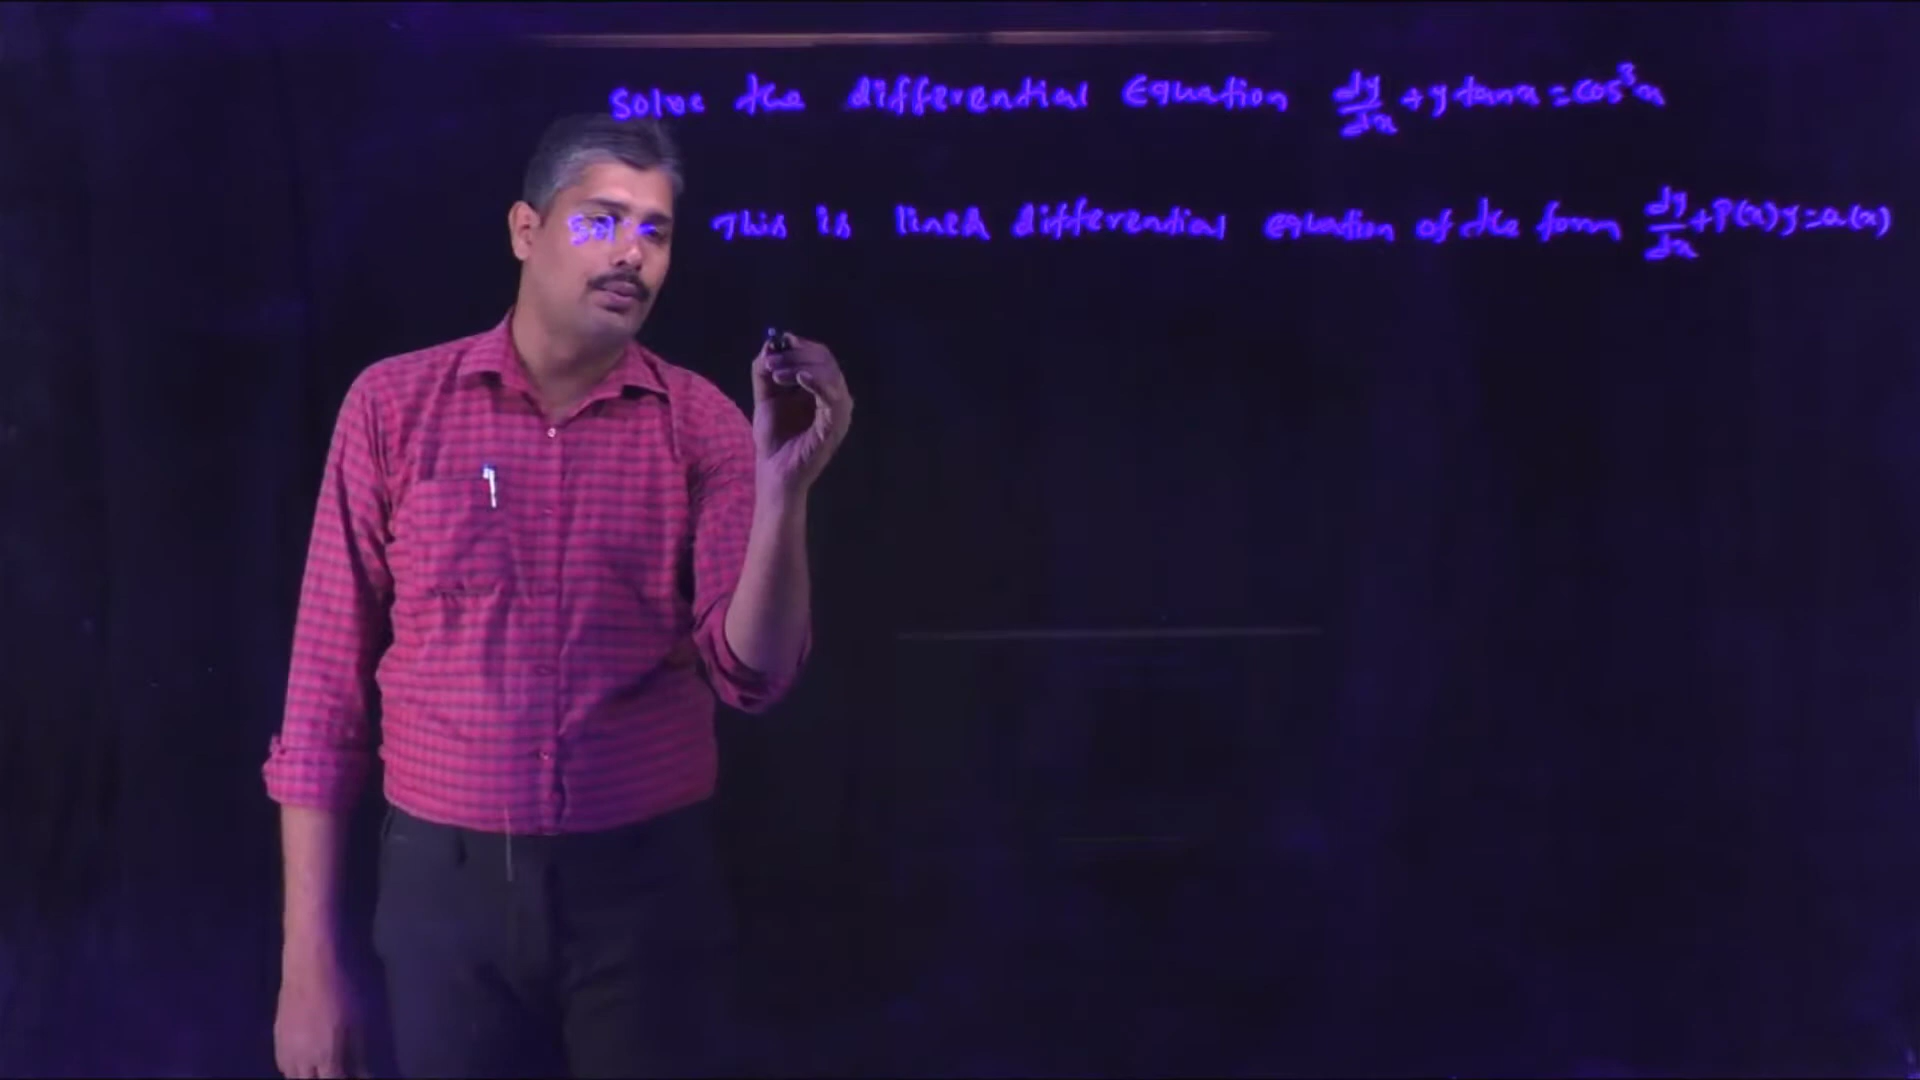 Solve the differential Equation dy/dx + y tanx = cos³x
Sol :- This is linear differential equation of the form dy/dx + P(x) y = Q(x)